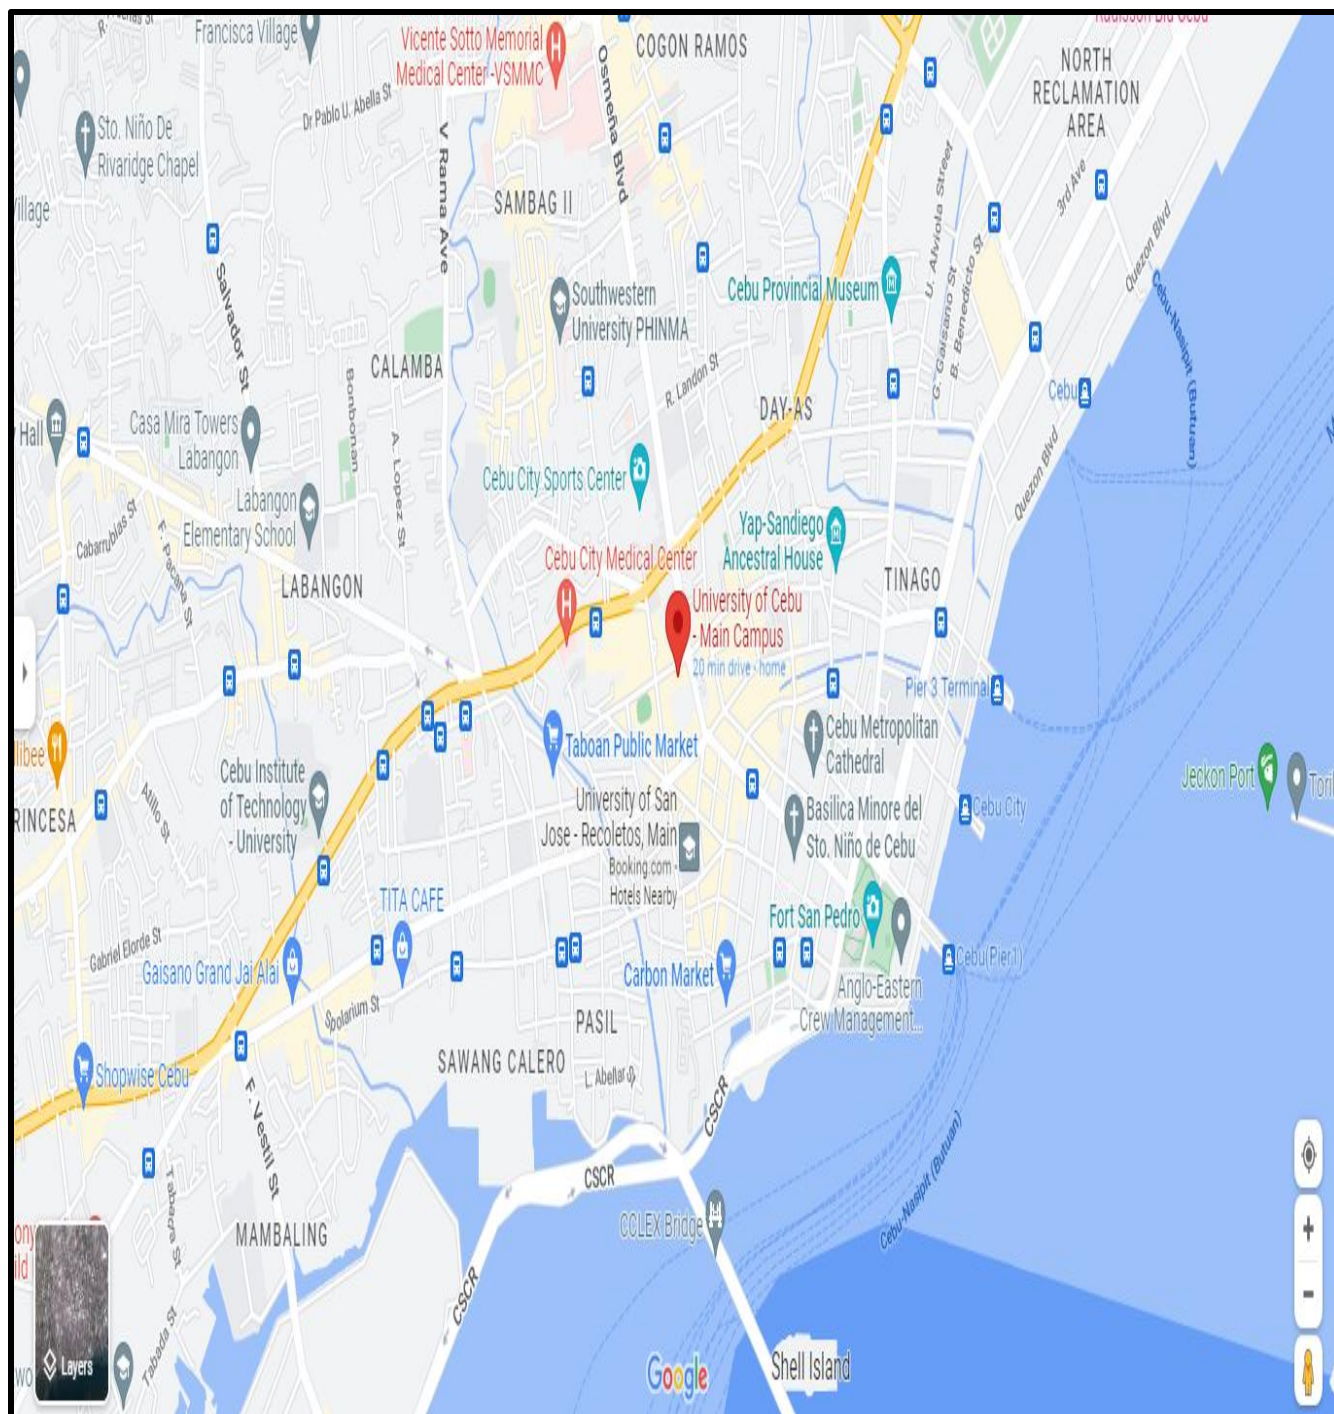 Francisca Village
Vicente Sotto Memorial
Medical Center -VSMMC
COGON RAMOS
Radisson Blu Cebu
NORTH
RECLAMATION
AREA
Osmeña Blvd
Dr Pablo U. Abella St
Sto. Niño De
Rivaridge Chapel
V Rama Ave
SAMBAG II
U. Alviola Street
3rd Ave
Village
Quezon Blvd
Salvador St
Southwestern
University PHINMA
Cebu Provincial Museum
G. Gaisano St
B. Benedicto St
Cebu-Nasipit (Butuan)
CALAMBA
R. Landon St
DAY-AS
Cebu
Bonbonan
Hall
Casa Mira Towers
Labangon
A. Lopez St
Cebu City Sports Center
Quezon Blvd
Labangon
Elementary School
Cabarrubias St
F. Pacana St
Yap-Sandiego
Ancestral House
Cebu City Medical Center
LABANGON
TINAGO
University of Cebu
- Main Campus
20 min drive - home
Pier 3 Terminal
Taboan Public Market
Cebu Metropolitan
Cathedral
Jeckon Port
Cebu Institute
of Technology
- University
RINCESA
University of San
Jose - Recoletos, Main
Booking.com -
Hotels Nearby
Basilica Minore del
Sto. Niño de Cebu
Cebu City
TITA CAFE
Fort San Pedro
Gabriel Elorde St
Gaisano Grand Jai Alai
Carbon Market
Cebu (Pier1)
Anglo-Eastern
Crew Management...
Spolarium St
PASIL
SAWANG CALERO
Shopwise Cebu
F. Vestil St
CSCR
Cebu-Nasipit (Butuan)
CSCR
Tabada St
MAMBALING
CCLEX Bridge
CSCR
Tabada St
Layers
Google
Shell Island